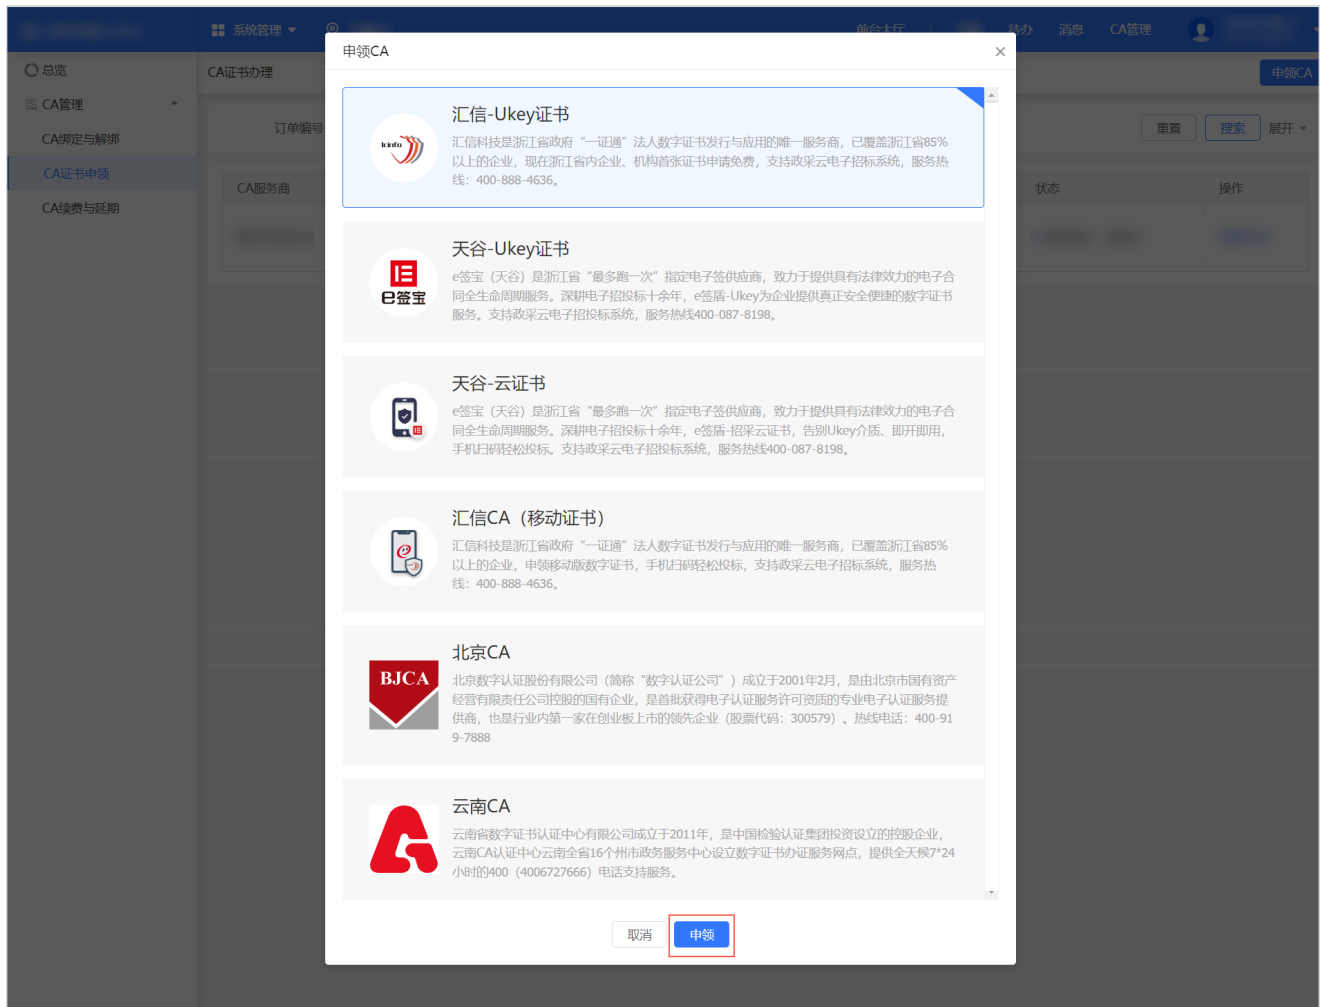 系统管理
前台大厅
待办
消息
CA管理
总览
CA管理
CA绑定与解绑
CA证书申领
CA续费与延期
CA证书办理
申领CA
订单编号
重置
搜索
展开
CA服务商
状态
操作
申领CA
汇信-Ukey证书
汇信科技是浙江省政府“一证通”法人数字证书发行与应用的唯一服务商，已覆盖浙江省85%
以上的企业，现在浙江省内企业、机构首张证书申请免费，支持政采云电子招标系统，服务热
线：400-888-4636。
天谷-Ukey证书
e签宝（天谷）是浙江省“最多跑一次”指定电子签供应商，致力于提供具有法律效力的电子合
同全生命周期服务。深耕电子招投标十余年，e签盾-Ukey为企业提供真正安全便捷的数字证书
服务。支持政采云电子招投标系统，服务热线400-087-8198。
e签宝
天谷-云证书
e签宝（天谷）是浙江省“最多跑一次”指定电子签供应商，致力于提供具有法律效力的电子合
同全生命周期服务。深耕电子招投标十余年，e签盾-招采云证书，告别Ukey介质、即开即用，
手机扫码轻松投标。支持政采云电子招投标系统，服务热线400-087-8198。
汇信CA（移动证书）
汇信科技是浙江省政府“一证通”法人数字证书发行与应用的唯一服务商，已覆盖浙江省85%
以上的企业，申领移动版数字证书，手机扫码轻松投标，支持政采云电子招标系统，服务热
线：400-888-4636。
北京CA
BJCA
北京数字认证股份有限公司（简称“数字认证公司”）成立于2001年2月，是由北京市国有资产
经营有限责任公司控股的国有企业，是首批获得电子认证服务许可资质的专业电子认证服务提
供商，也是行业内第一家在创业板上市的领先企业（股票代码：300579）。热线电话：400-91
9-7888
云南CA
云南省数字证书认证中心有限公司成立于2011年，是中国检验认证集团投资设立的控股企业，
云南CA认证中心云南全省16个州市政务服务中心设立数字证书办证服务网点，提供全天候7*24
小时的400（4006727666）电话支持服务。
取消
申领